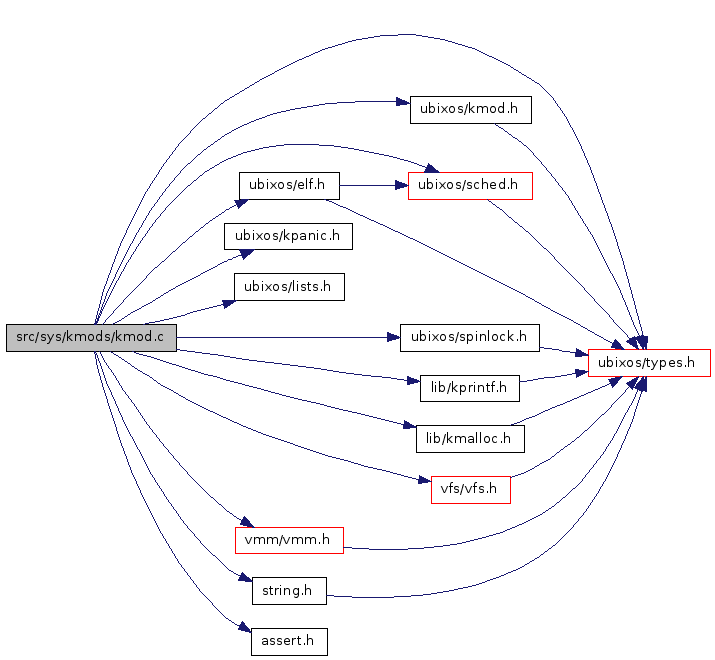 ubixos/kmod.h
ubixos/elf.h
ubixos/sched.h
ubixos/kpanic.h
ubixos/lists.h
src/sys/kmods/kmod.c
ubixos/spinlock.h
ubixos/types.h
lib/kprintf.h
lib/kmalloc.h
vfs/vfs.h
vmm/vmm.h
string.h
assert.h